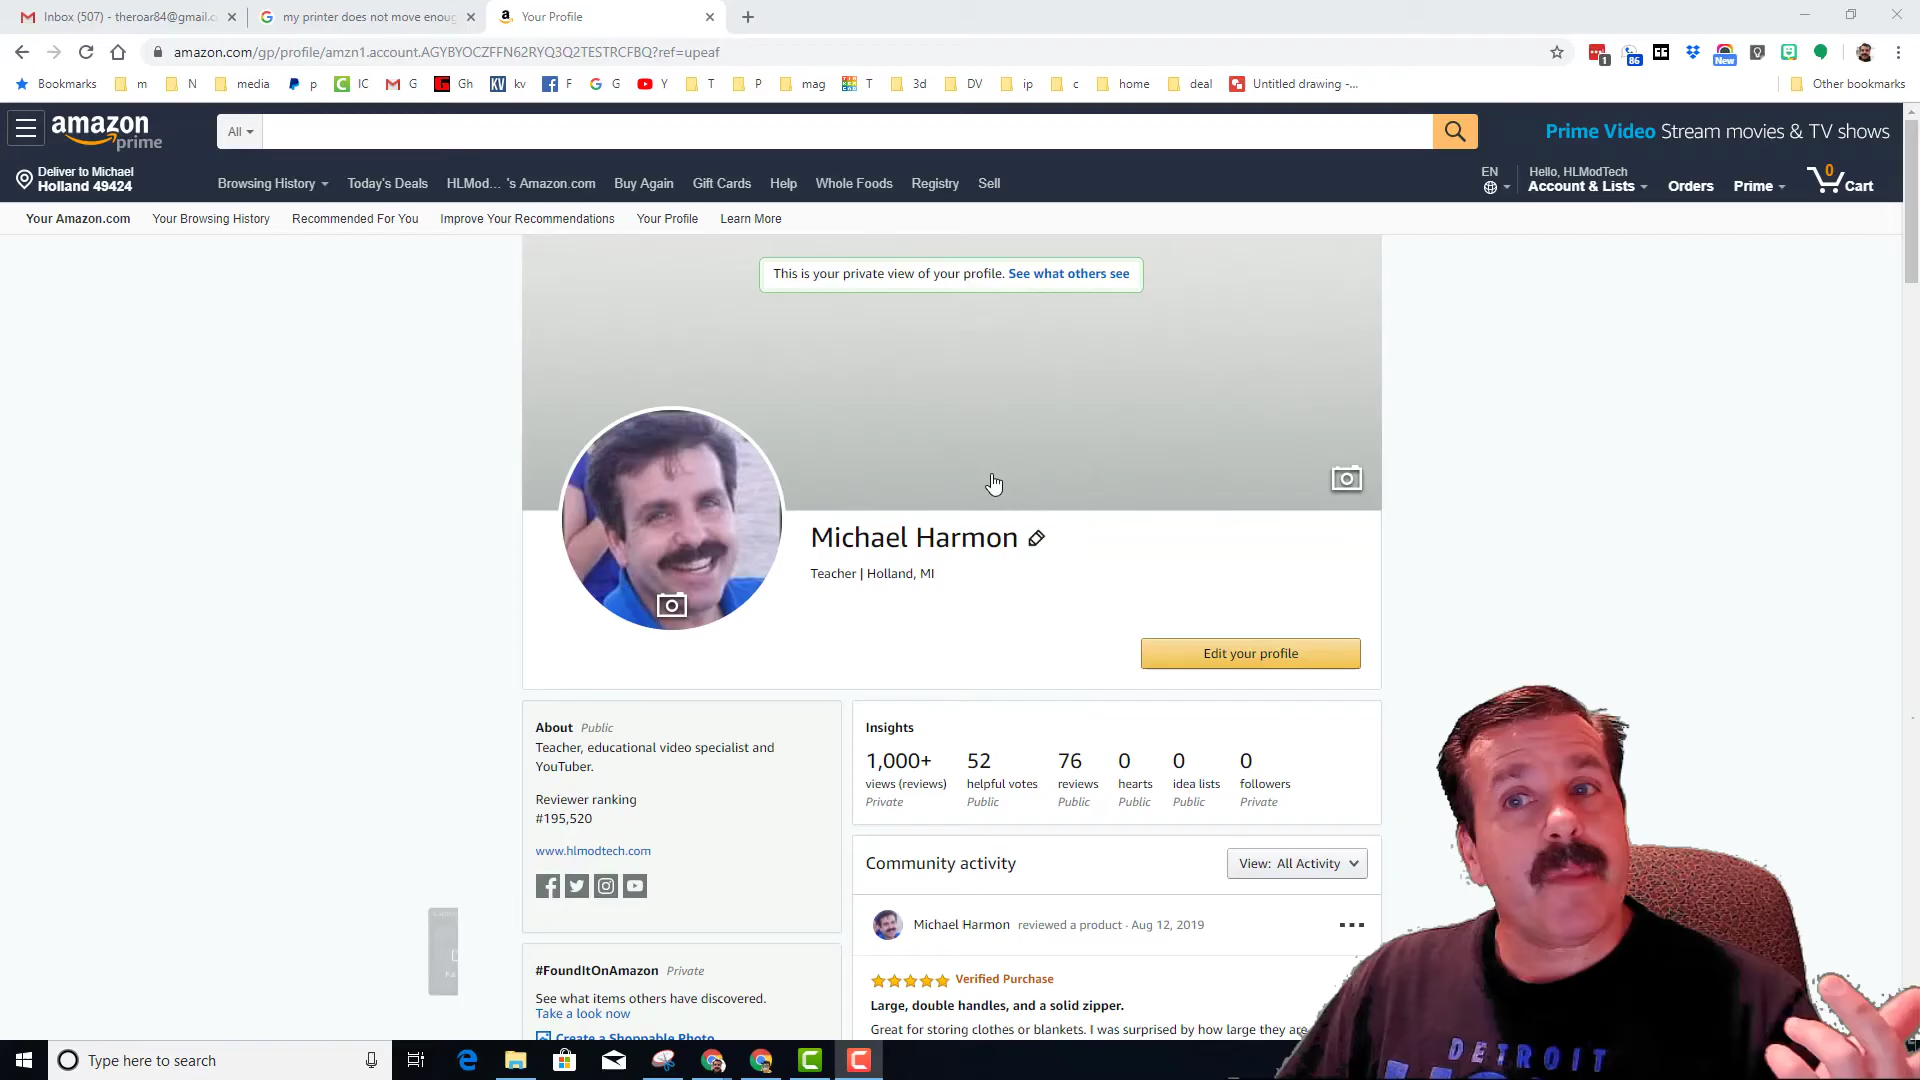 Inbox (507) - theroar84@gmail.c
my printer does not move enoug
Your Profile
amazon.com/gp/profile/amzn1.account.AGYBYOCZFFN62RYQ3Q2TESTRCFBQ?ref=upeaf
1
86
New
Bookmarks
m
N
media
p
IC
G
Gh
KV
kv
F
G
Y
T
P
mag
T
3d
DV
ip
c
home
deal
Untitled drawing -...
Other bookmarks
amazon
prime
All
Prime Video Stream movies & TV shows
Deliver to Michael
Holland 49424
Browsing History
Today's Deals
HLMod... 's Amazon.com
Buy Again
Gift Cards
Help
Whole Foods
Registry
Sell
EN
Hello, HLModTech
Account & Lists
Orders
Prime
0
Cart
Your Amazon.com
Your Browsing History
Recommended For You
Improve Your Recommendations
Your Profile
Learn More
This is your private view of your profile. See what others see
Michael Harmon
Teacher | Holland, MI
Edit your profile
About Public
Teacher, educational video specialist and
YouTuber.
Reviewer ranking
#195,520
www.hlmodtech.com
Insights
1,000+
views (reviews)
Private
52
helpful votes
Public
76
reviews
Public
0
hearts
Public
0
idea lists
Public
0
followers
Private
Community activity
View: All Activity
Michael Harmon reviewed a product · Aug 12, 2019
Verified Purchase
Large, double handles, and a solid zipper.
Great for storing clothes or blankets. I was surprised by how large they are
#FoundItOnAmazon Private
See what items others have discovered.
Take a look now
Create a Shoppable Photo
DETROIT
Type here to search